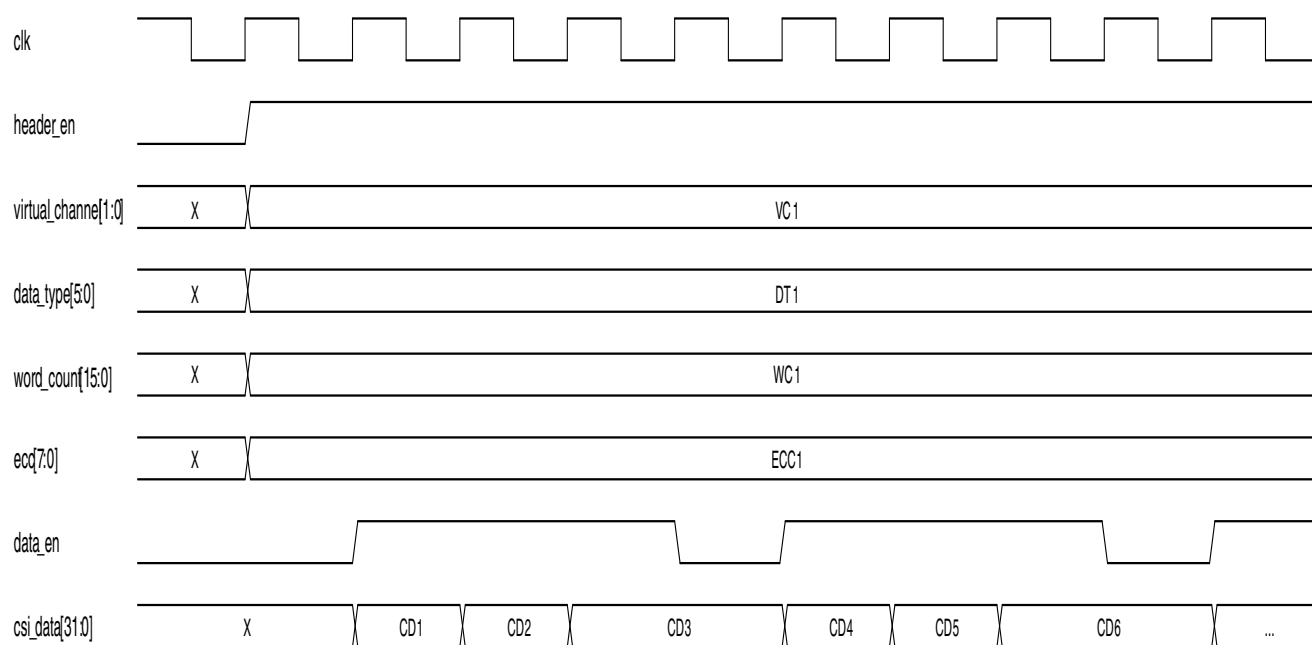 clk
header_en
virtual_channe[1:0] X VC1
data_type[5:0] X DT1
word_count[15:0] X WC1
ecc[7:0] X ECC1
data_en
csi_data[31:0] X CD1 CD2 CD3 CD4 CD5 CD6 ...